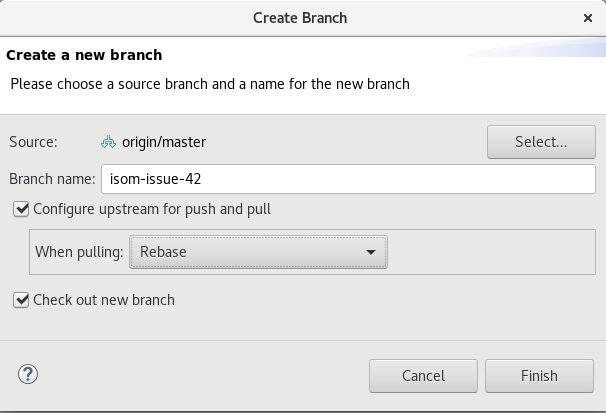 Create Branch
Create a new branch
Please choose a source branch and a name for the new branch
Source: origin/master Select...
Branch name: isom-issue-42
Configure upstream for push and pull
When pulling: Rebase
Check out new branch
? Cancel Finish